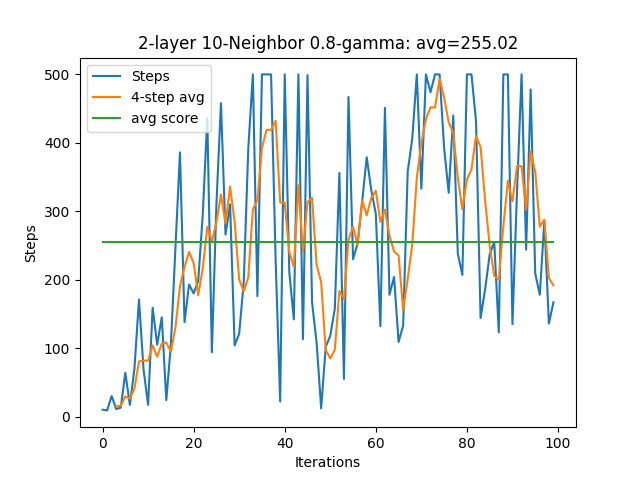 2-layer 10-Neighbor 0.8-gamma: avg=255.02
Steps
4-step avg
avg score
500
400
300
200
100
0
Steps
0 20 40 60 80 100
Iterations